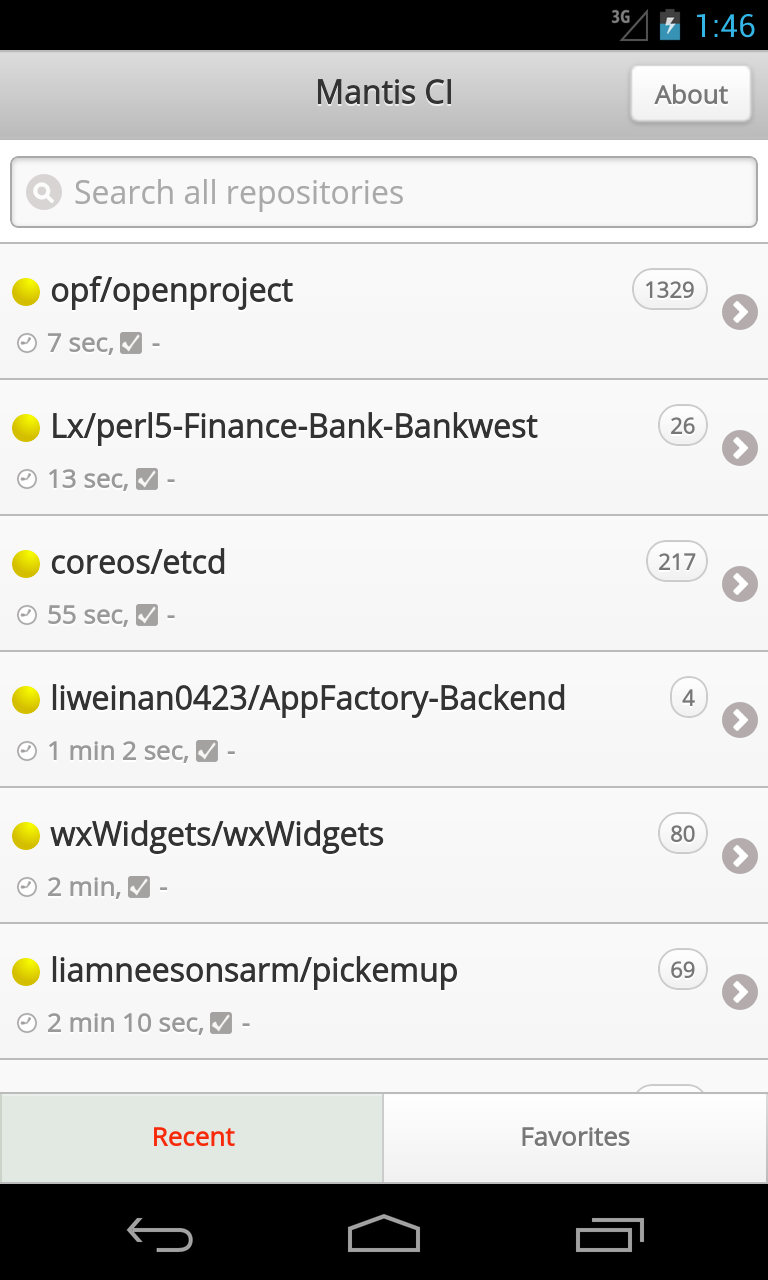 3G 1:46
Mantis CI
About
Search all repositories
opf/openproject 1329
7 sec, -
Lx/perl5-Finance-Bank-Bankwest 26
13 sec, -
coreos/etcd 217
55 sec, -
liweinan0423/AppFactory-Backend 4
1 min 2 sec, -
wxWidgets/wxWidgets 80
2 min, -
liamneesonsarm/pickemup 69
2 min 10 sec, -
Recent
Favorites